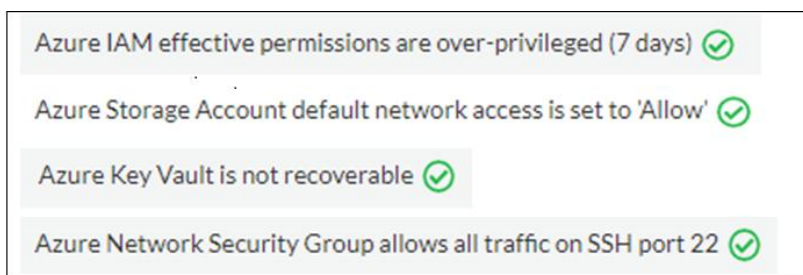 Azure IAM effective permissions are over-privileged (7 days)
Azure Storage Account default network access is set to 'Allow'
Azure Key Vault is not recoverable
Azure Network Security Group allows all traffic on SSH port 22